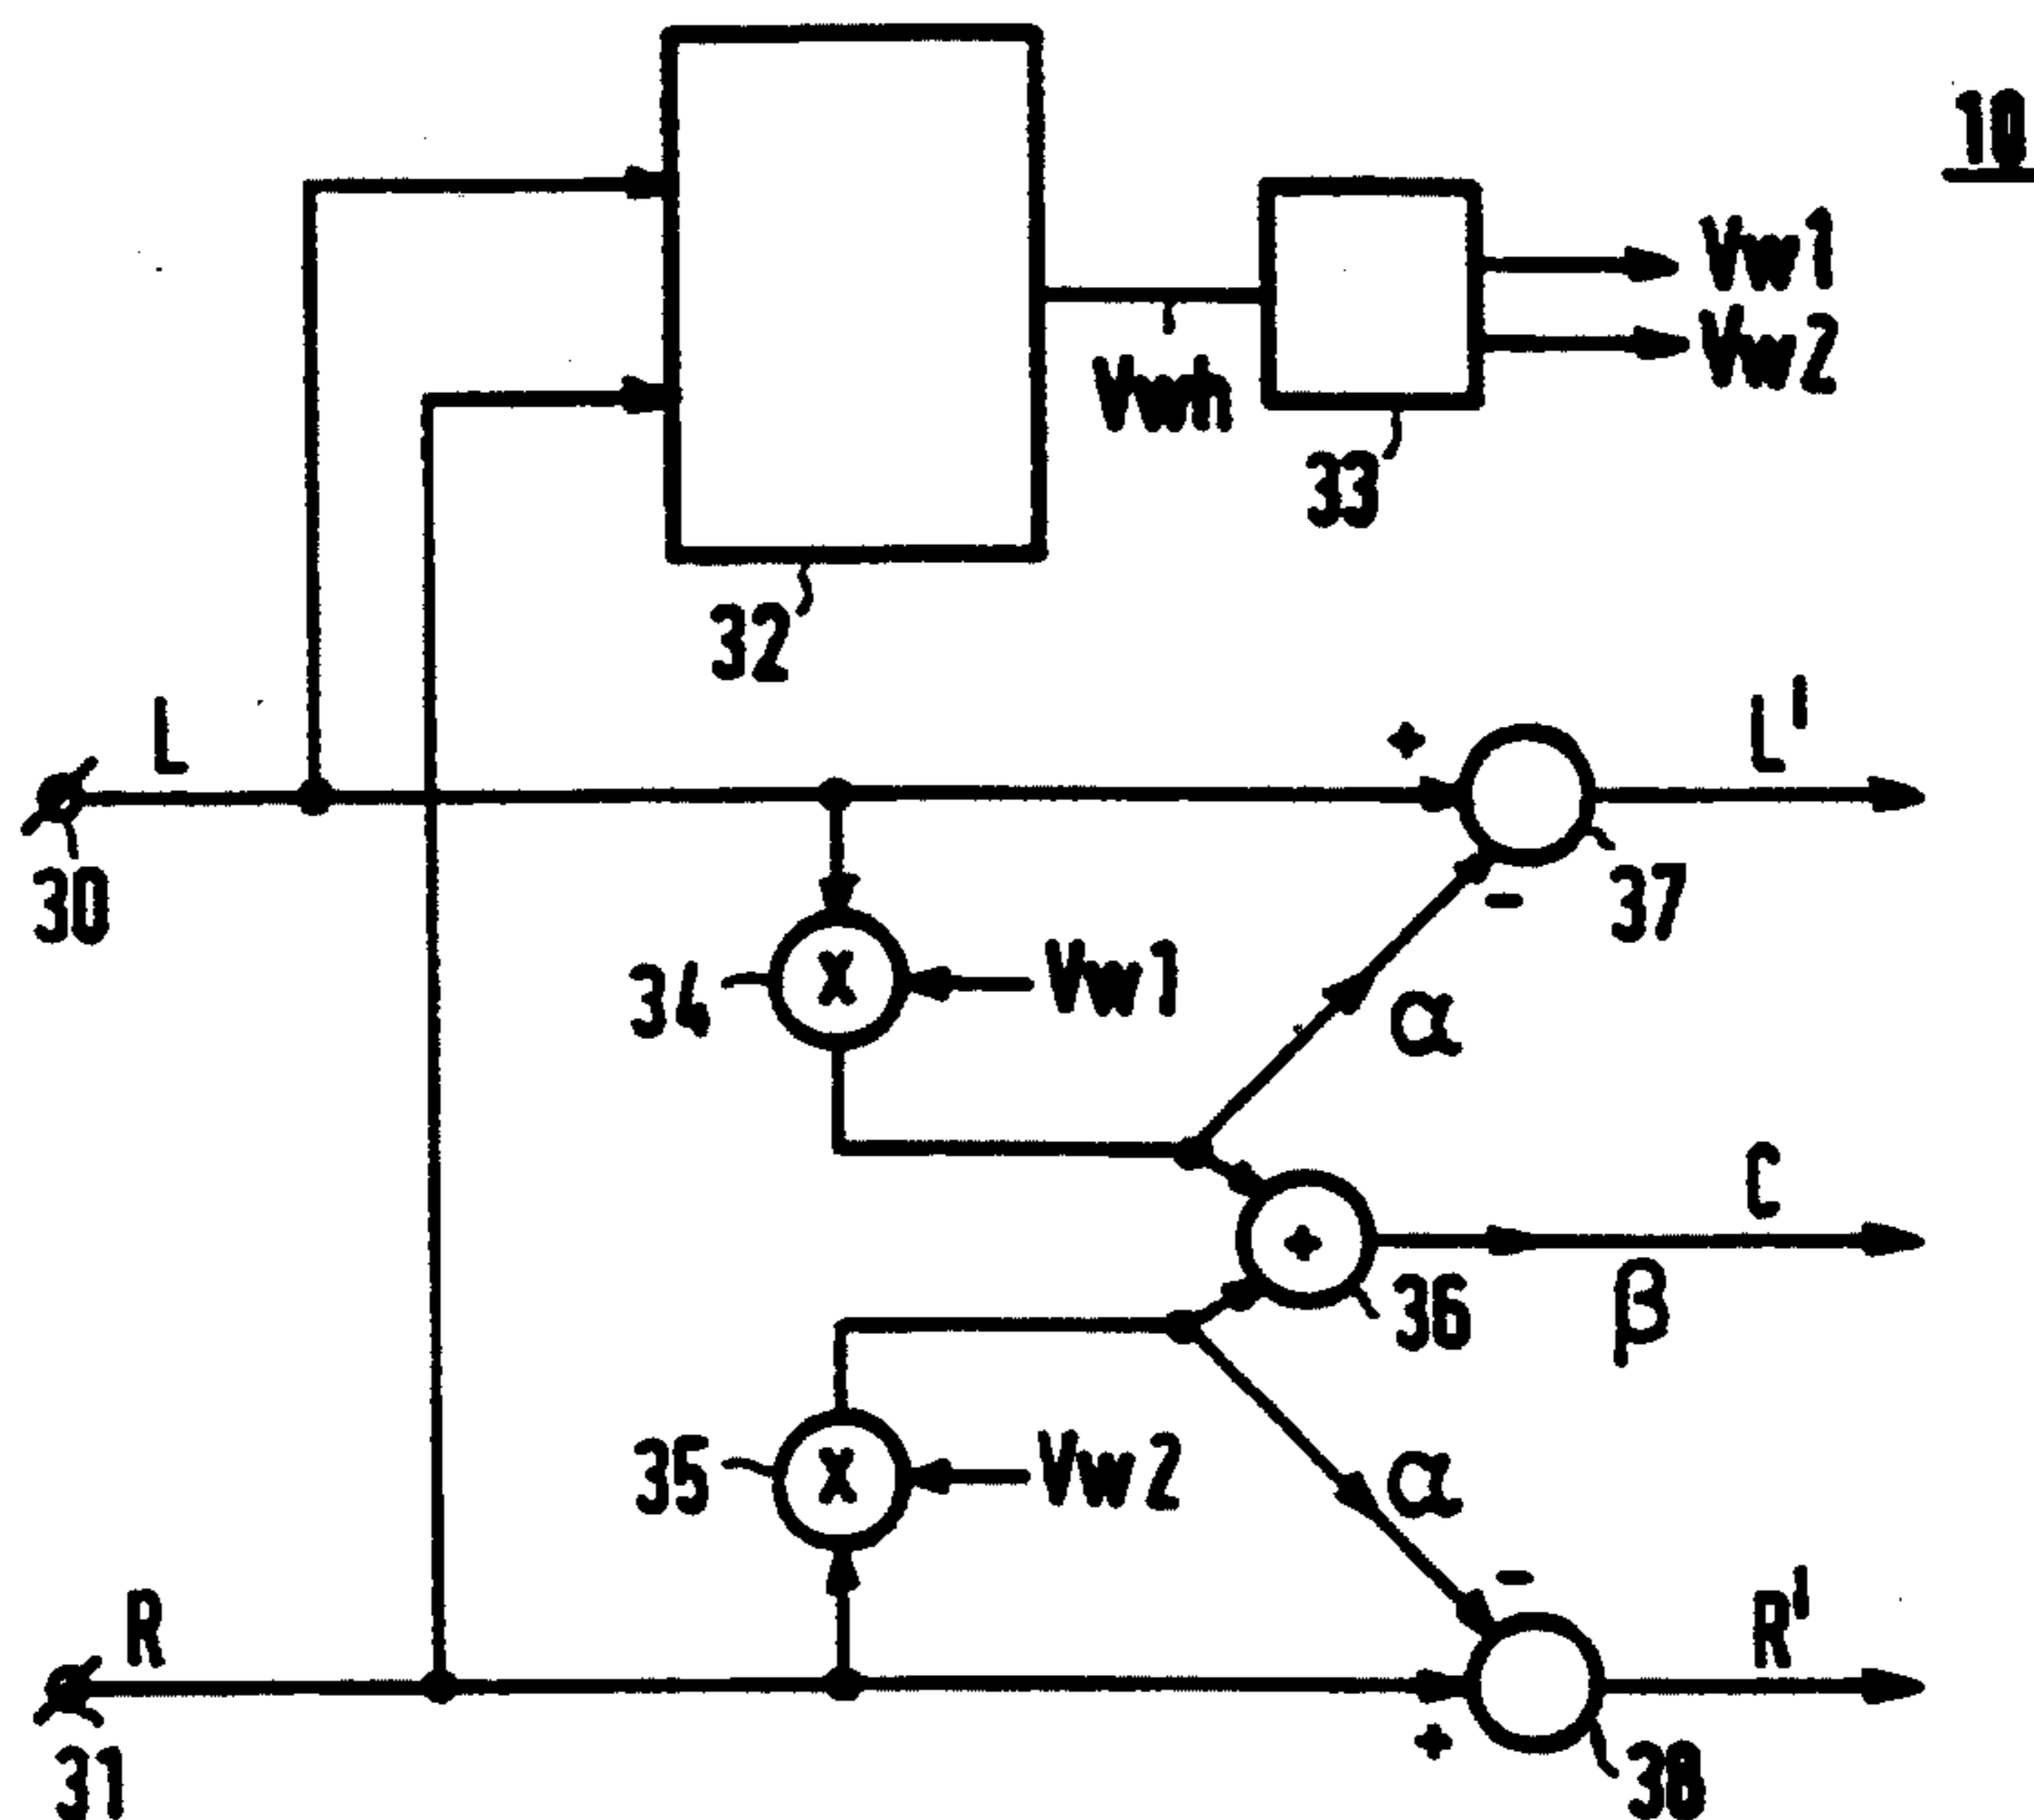 10
Vw1
Vw2
Vwh
33
32
L
+
L'
30
-
37
34
X
Vw1
α
C
+
36
β
35
X
Vw2
α
-
R
R'
+
31
38